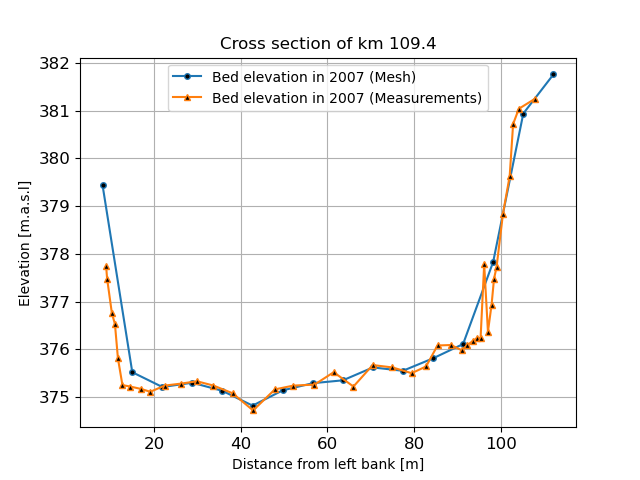 Cross section of km 109.4
Bed elevation in 2007 (Mesh)
Bed elevation in 2007 (Measurements)
Elevation [m.a.s.l]
382
381
380
379
378
377
376
375
20 40 60 80 100
Distance from left bank [m]